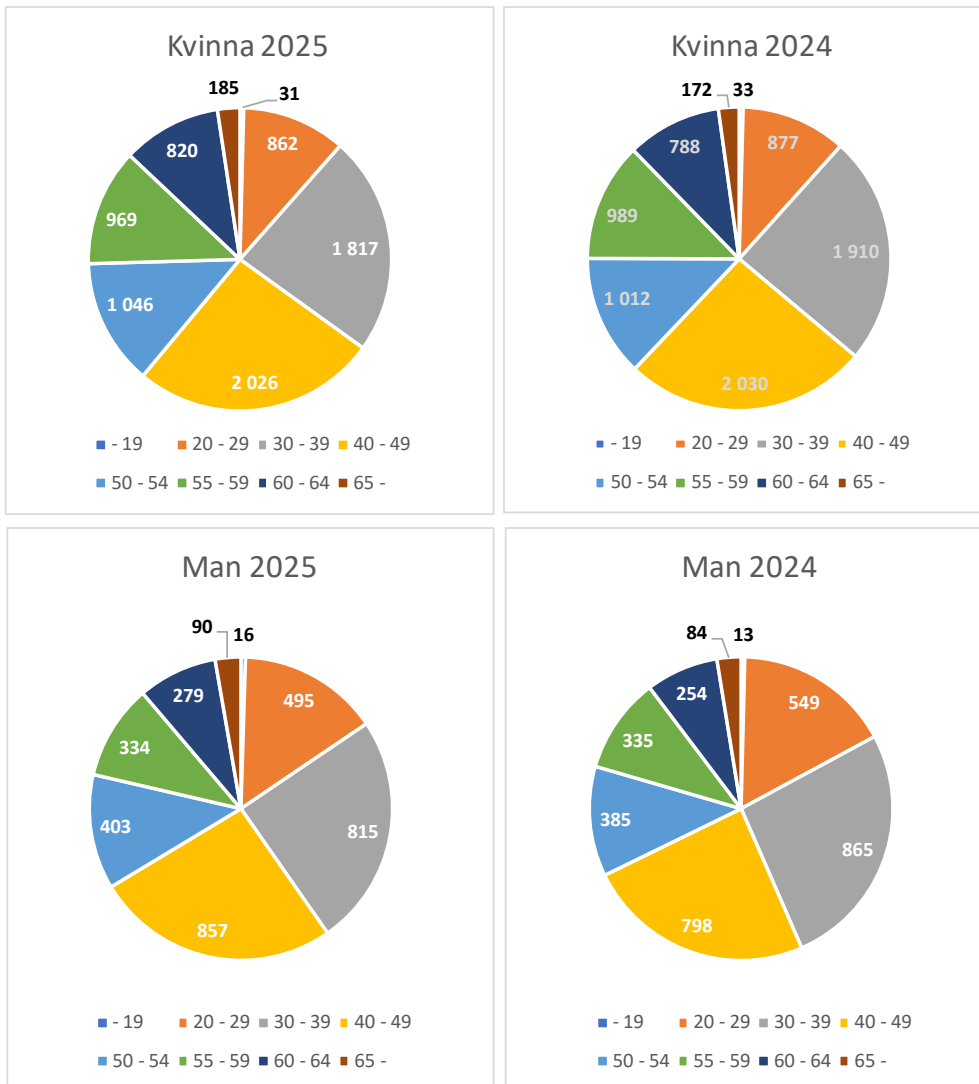 Kvinna 2025
185
31
862
820
969
1 817
1 046
2 026
- 19
20 - 29
30 - 39
40 - 49
50 - 54
55 - 59
60 - 64
65 -
Kvinna 2024
172
33
877
788
989
1 910
1 012
2 030
- 19
20 - 29
30 - 39
40 - 49
50 - 54
55 - 59
60 - 64
65 -
Man 2025
90
16
495
279
334
815
403
857
- 19
20 - 29
30 - 39
40 - 49
50 - 54
55 - 59
60 - 64
65 -
Man 2024
84
13
549
254
335
865
385
798
- 19
20 - 29
30 - 39
40 - 49
50 - 54
55 - 59
60 - 64
65 -